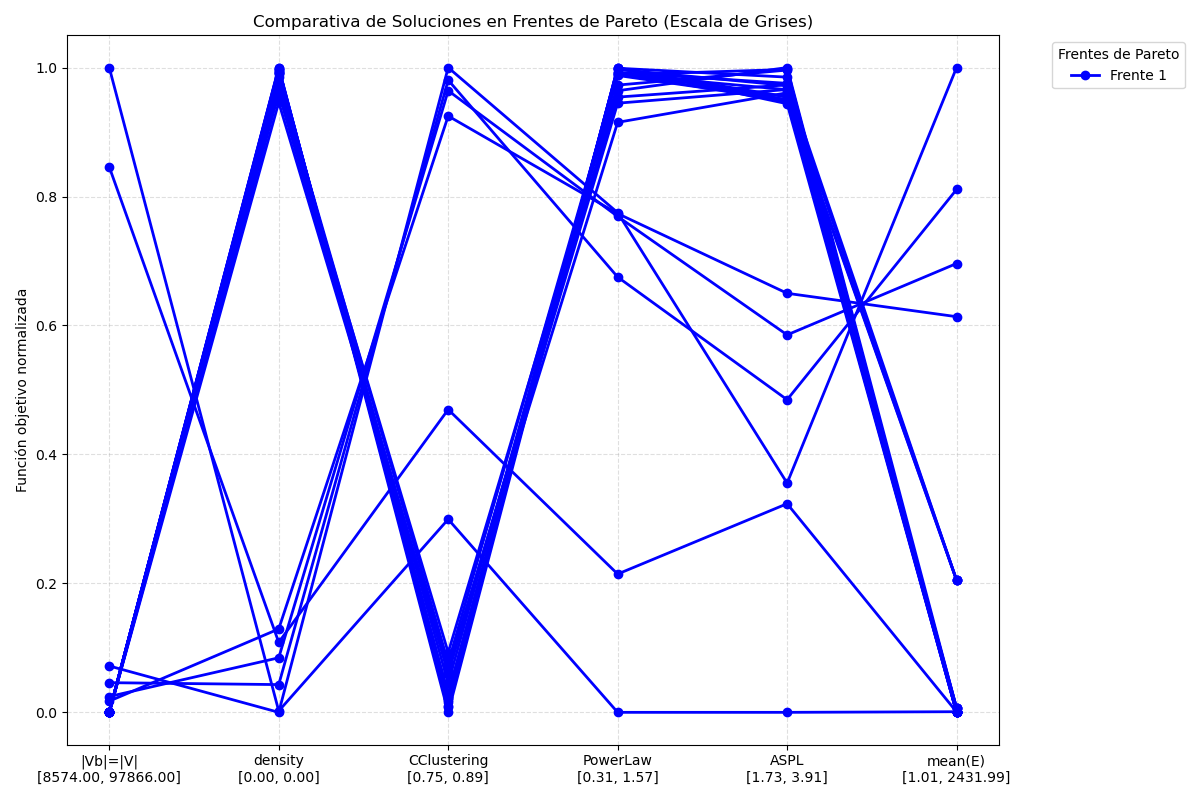 Comparativa de Soluciones en Frentes de Pareto (Escala de Grises)
Frentes de Pareto
Frente 1
Función objetivo normalizada
1.0
0.8
0.6
0.4
0.2
0.0
|Vb|=|V|
[8574.00, 97866.00]
density
[0.00, 0.00]
CClustering
[0.75, 0.89]
PowerLaw
[0.31, 1.57]
ASPL
[1.73, 3.91]
mean(E)
[1.01, 2431.99]